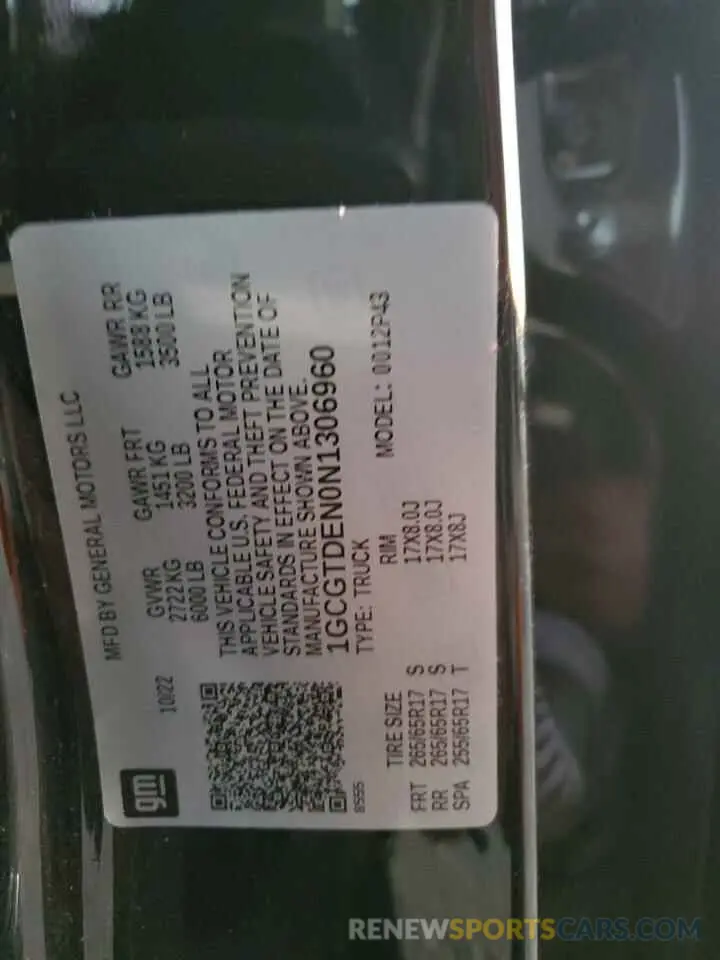 gm
MFD BY GENERAL MOTORS LLC
10/22
GVWR GAWR FRT GAWR RR
2722 KG 1451 KG 1588 KG
6000 LB 3200 LB 3500 LB
THIS VEHICLE CONFORMS TO ALL
APPLICABLE U.S. FEDERAL MOTOR
VEHICLE SAFETY AND THEFT PREVENTION
STANDARDS IN EFFECT ON THE DATE OF
MANUFACTURE SHOWN ABOVE.
1GCGTDEN0N1306960
8555
TYPE: TRUCK MODEL: 0012P43
TIRE SIZE RIM
FRT 265/65R17 S 17X8.0J
RR 265/65R17 S 17X8.0J
SPA 255/65R17 T 17X8J
RENEWSPORTSCARS.COM